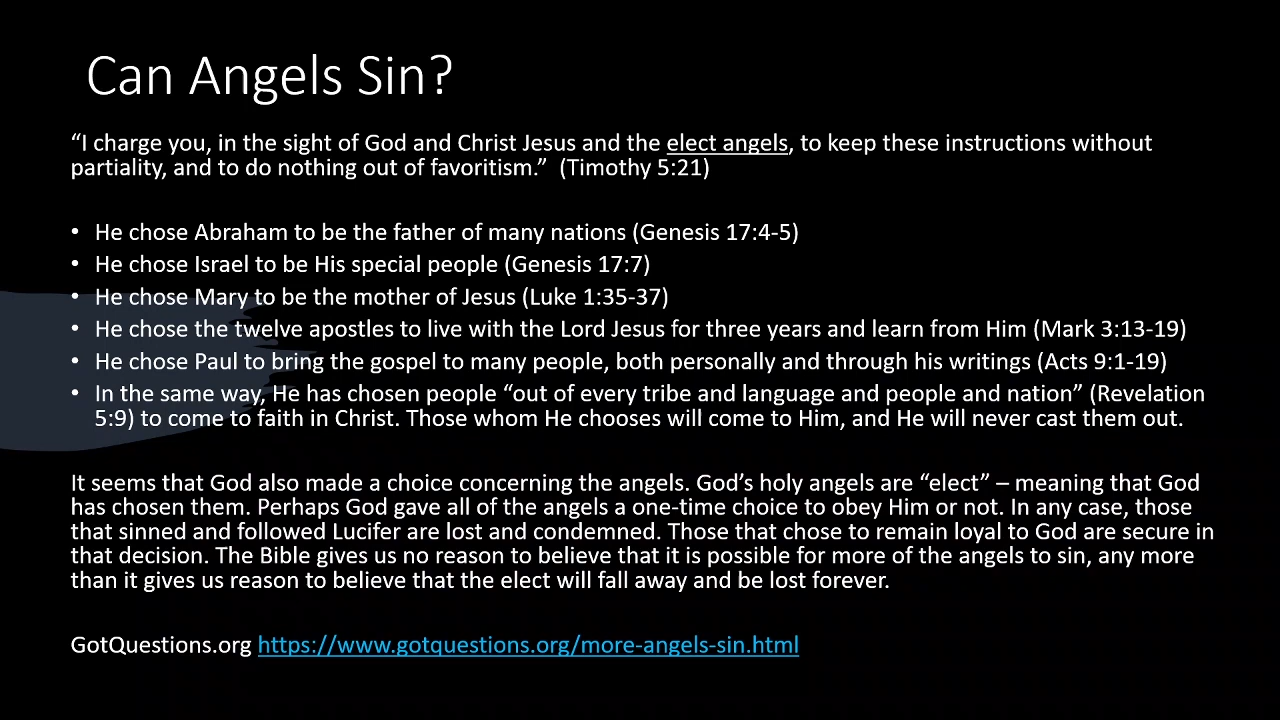 Can Angels Sin?
“I charge you, in the sight of God and Christ Jesus and the elect angels, to keep these instructions without
partiality, and to do nothing out of favoritism.”  (Timothy 5:21)
• He chose Abraham to be the father of many nations (Genesis 17:4-5)
• He chose Israel to be His special people (Genesis 17:7)
• He chose Mary to be the mother of Jesus (Luke 1:35-37)
• He chose the twelve apostles to live with the Lord Jesus for three years and learn from Him (Mark 3:13-19)
• He chose Paul to bring the gospel to many people, both personally and through his writings (Acts 9:1-19)
• In the same way, He has chosen people “out of every tribe and language and people and nation” (Revelation
5:9) to come to faith in Christ. Those whom He chooses will come to Him, and He will never cast them out.
It seems that God also made a choice concerning the angels. God’s holy angels are “elect” – meaning that God
has chosen them. Perhaps God gave all of the angels a one-time choice to obey Him or not. In any case, those
that sinned and followed Lucifer are lost and condemned. Those that chose to remain loyal to God are secure in
that decision. The Bible gives us no reason to believe that it is possible for more of the angels to sin, any more
than it gives us reason to believe that the elect will fall away and be lost forever.
GotQuestions.org https://www.gotquestions.org/more-angels-sin.html